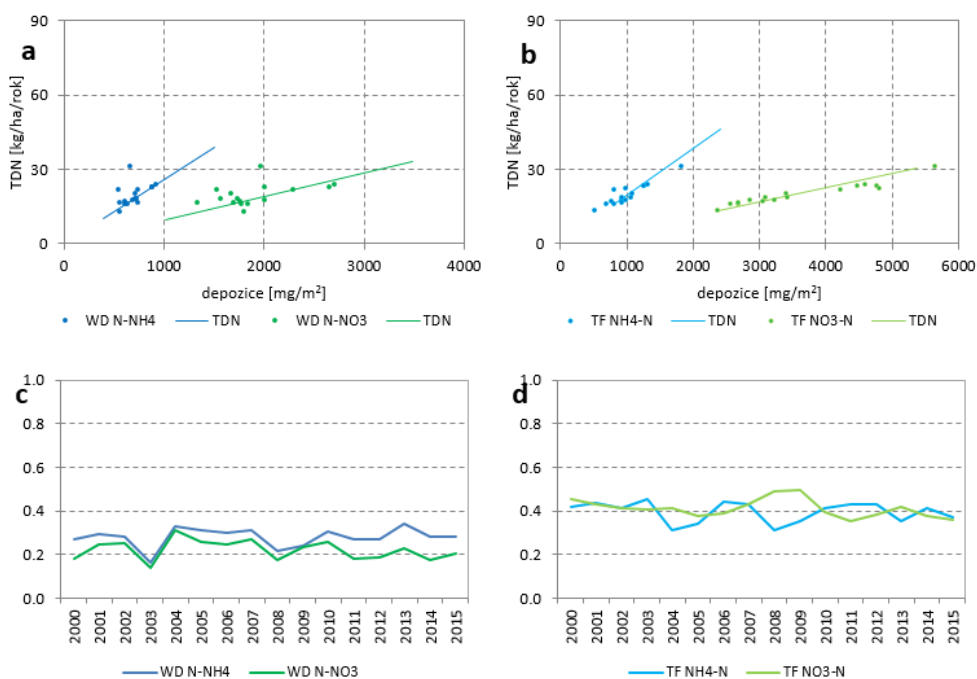 a
90
60
30
0
TDN [kg/ha/rok]
0 1000 2000 3000 4000
depozice [mg/m²]
WD N-NH4 TDN WD N-NO3 TDN
b
90
60
30
0
TDN [kg/ha/rok]
0 1000 2000 3000 4000 5000 6000
depozice [mg/m²]
TF NH4-N TDN TF NO3-N TDN
c
1.0
0.8
0.6
0.4
0.2
0.0
2000 2001 2002 2003 2004 2005 2006 2007 2008 2009 2010 2011 2012 2013 2014 2015
WD N-NH4 WD N-NO3
d
1.0
0.8
0.6
0.4
0.2
0.0
2000 2001 2002 2003 2004 2005 2006 2007 2008 2009 2010 2011 2012 2013 2014 2015
TF NH4-N TF NO3-N